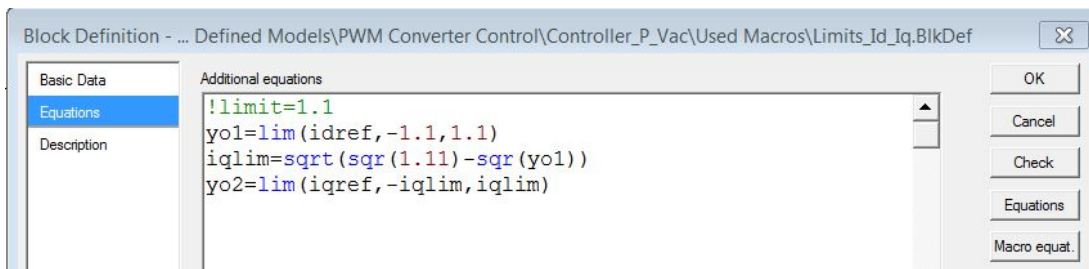 Block Definition - ... Defined Models\PWM Converter Control\Controller_P_Vac\Used Macros\Limits_Id_Iq.BlkDef
Basic Data
Equations
Description
Additional equations
!limit=1.1
yo1=lim(idref,-1.1,1.1)
iqlim=sqrt(sqr(1.11)-sqr(yo1))
yo2=lim(iqref,-iqlim,iqlim)
OK
Cancel
Check
Equations
Macro equat.